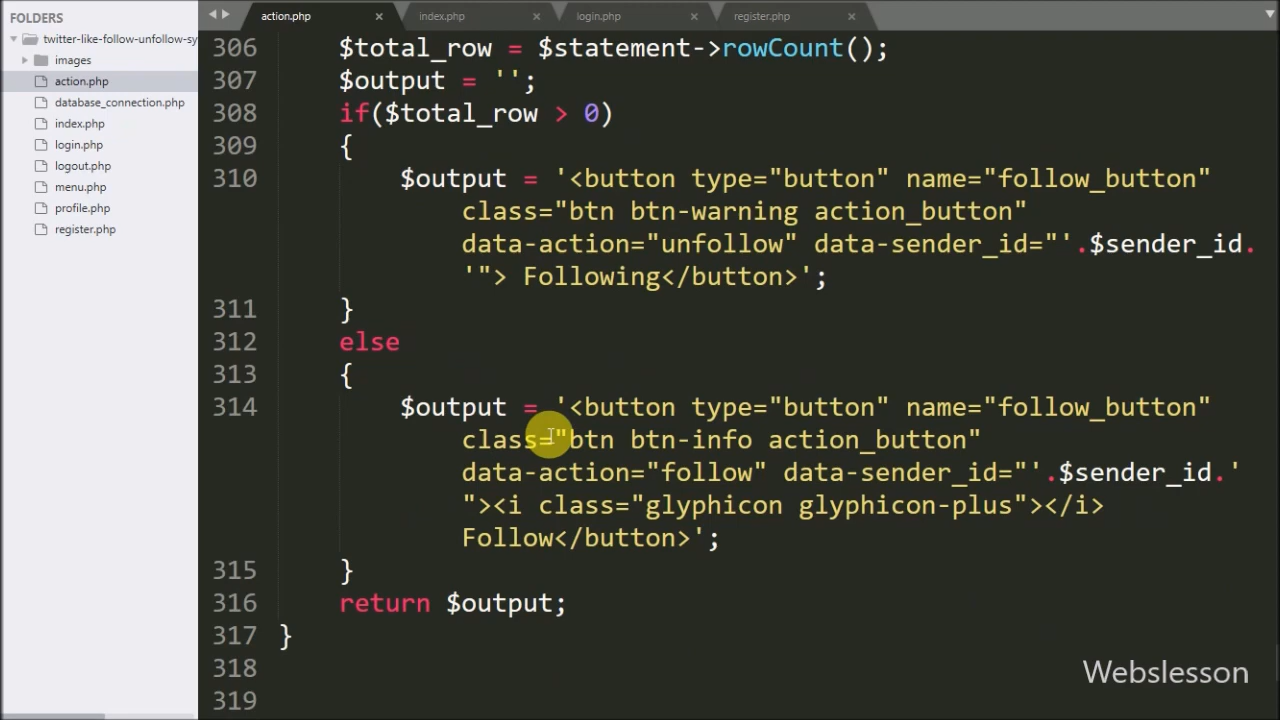 FOLDERS
twitter-like-follow-unfollow-sy
images
action.php
database_connection.php
index.php
login.php
logout.php
menu.php
profile.php
register.php
action.php × index.php × login.php × register.php ×
306 $total_row = $statement->rowCount();
307 $output = '';
308 if($total_row > 0)
309 {
310 $output = '<button type="button" name="follow_button"
class="btn btn-warning action_button"
data-action="unfollow" data-sender_id="'.$sender_id.
'"> Following</button>';
311 }
312 else
313 {
314 $output = '<button type="button" name="follow_button"
class="btn btn-info action_button"
data-action="follow" data-sender_id="'.$sender_id.'
"><i class="glyphicon glyphicon-plus"></i>
Follow</button>';
315 }
316 return $output;
317 }
318
319
Webslesson